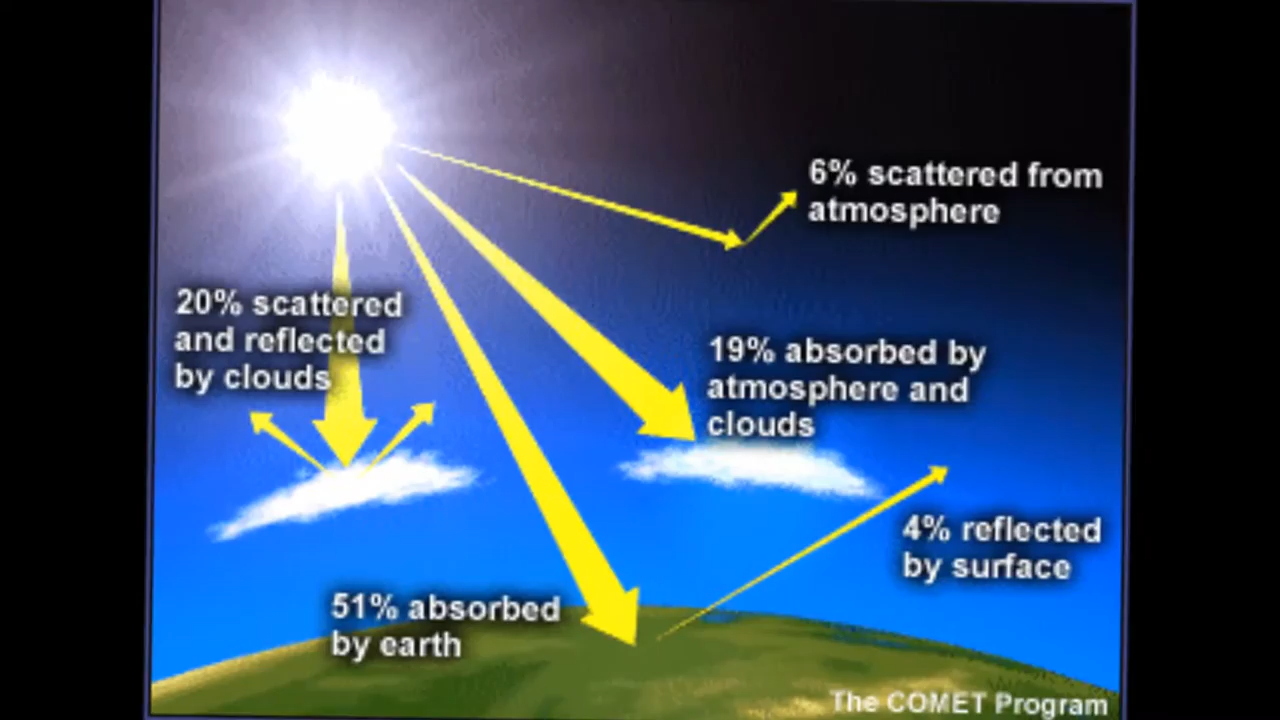 6% scattered from
atmosphere
20% scattered
and reflected
by clouds
19% absorbed by
atmosphere and
clouds
4% reflected
by surface
51% absorbed
by earth
The COMET Program